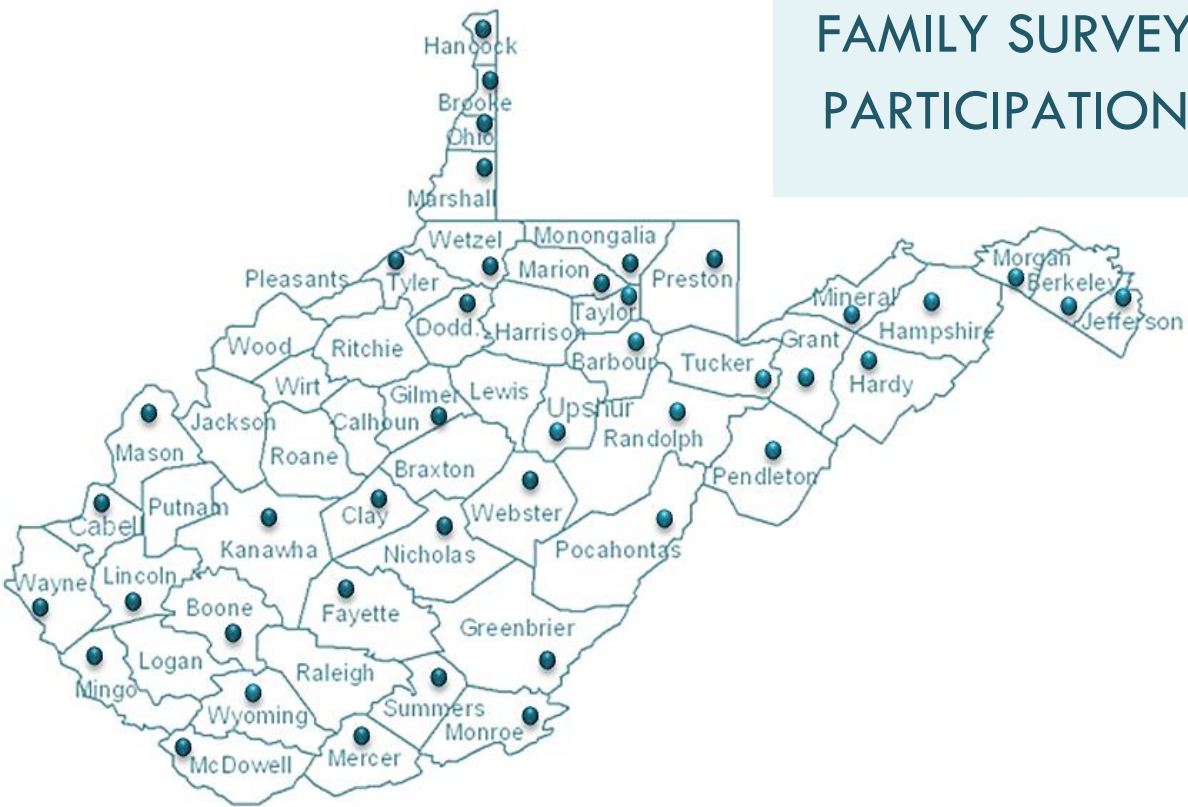 FAMILY SURVEY
PARTICIPATION
Hancock
Brooke
Ohio
Marshall
Wetzel
Monongalia
Pleasants
Tyler
Marion
Preston
Morgan
Berkeley
Mineral
Hampshire
Jefferson
Wood
Ritchie
Dodd.
Harrison
Taylor
Barbour
Tucker
Grant
Hardy
Wirt
Gilmer
Lewis
Upshur
Jackson
Calhoun
Randolph
Mason
Roane
Braxton
Pendleton
Putnam
Clay
Webster
Cabell
Kanawha
Nicholas
Pocahontas
Wayne
Lincoln
Boone
Fayette
Greenbrier
Logan
Raleigh
Mingo
Wyoming
Summers
Monroe
McDowell
Mercer